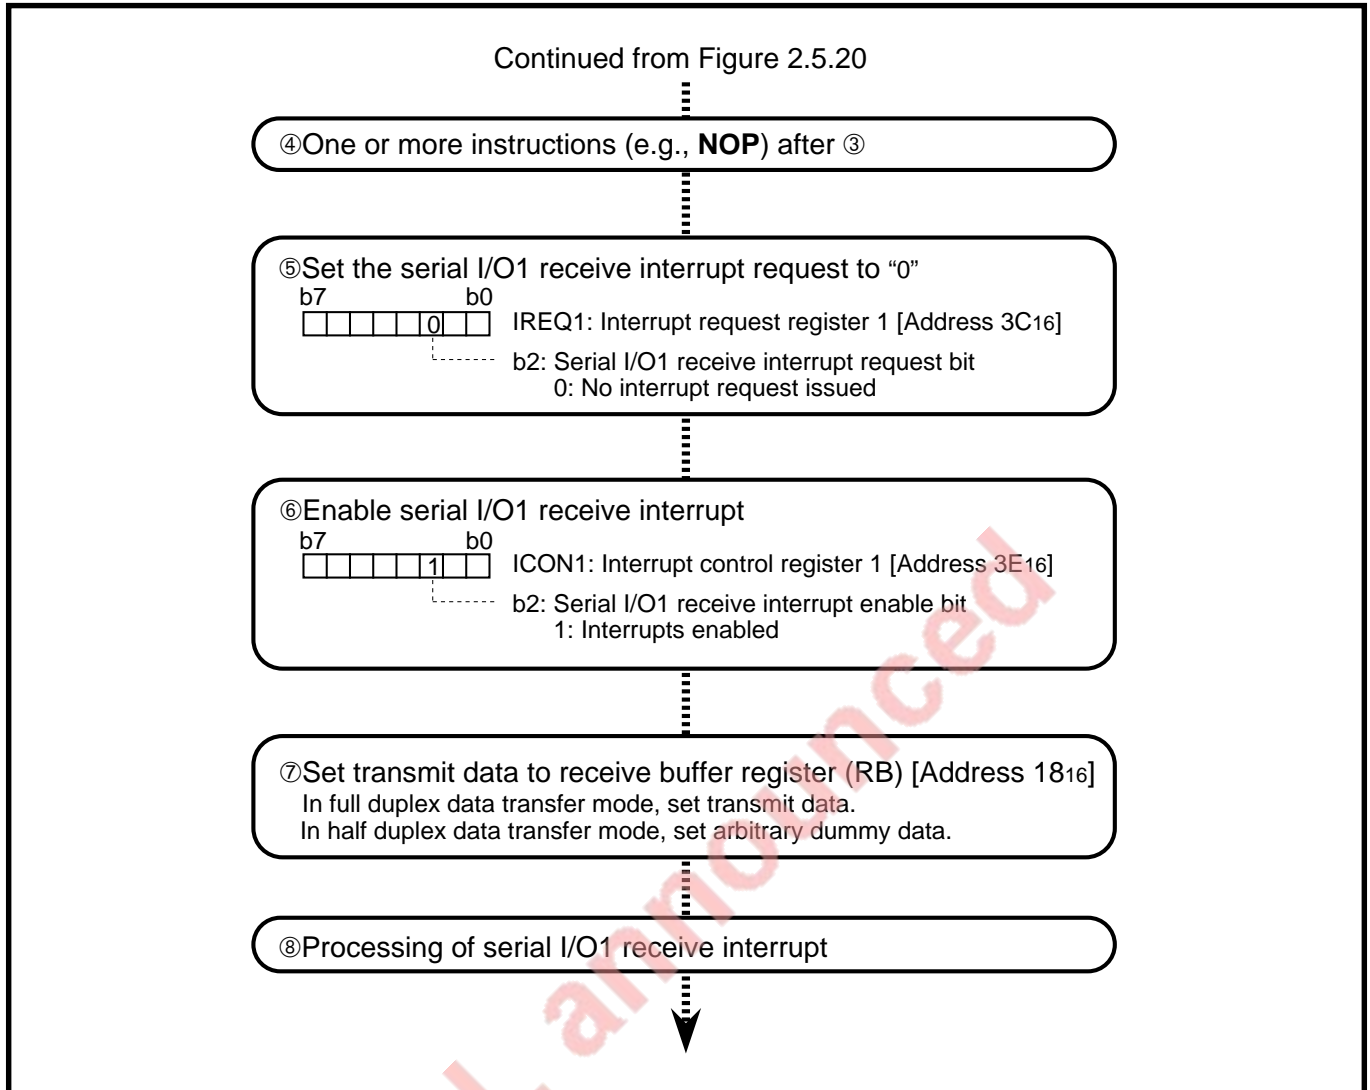 Continued from Figure 2.5.20
④One or more instructions (e.g., NOP) after ③
⑤Set the serial I/O1 receive interrupt request to “0”
b7 b0
0 IREQ1: Interrupt request register 1 [Address 3C16]
b2: Serial I/O1 receive interrupt request bit
0: No interrupt request issued
⑥Enable serial I/O1 receive interrupt
b7 b0
1 ICON1: Interrupt control register 1 [Address 3E16]
b2: Serial I/O1 receive interrupt enable bit
1: Interrupts enabled
⑦Set transmit data to receive buffer register (RB) [Address 1816]
In full duplex data transfer mode, set transmit data.
In half duplex data transfer mode, set arbitrary dummy data.
⑧Processing of serial I/O1 receive interrupt
announced